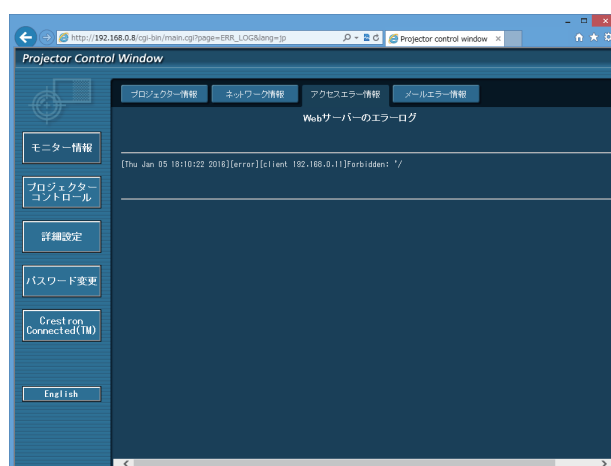 http://192.168.0.8/cgi-bin/main.cgi?page=ERR_LOG&lang=jp
Projector control window
Projector Control Window
プロジェクター情報
ネットワーク情報
アクセスエラー情報
メールエラー情報
Webサーバーのエラーログ
モニター情報
[Thu Jan 05 18:10:22 2016][error][client 192.168.0.11]Forbidden: '/
プロジェクター
コントロール
詳細設定
パスワード変更
Crestron
Connected(TM)
English